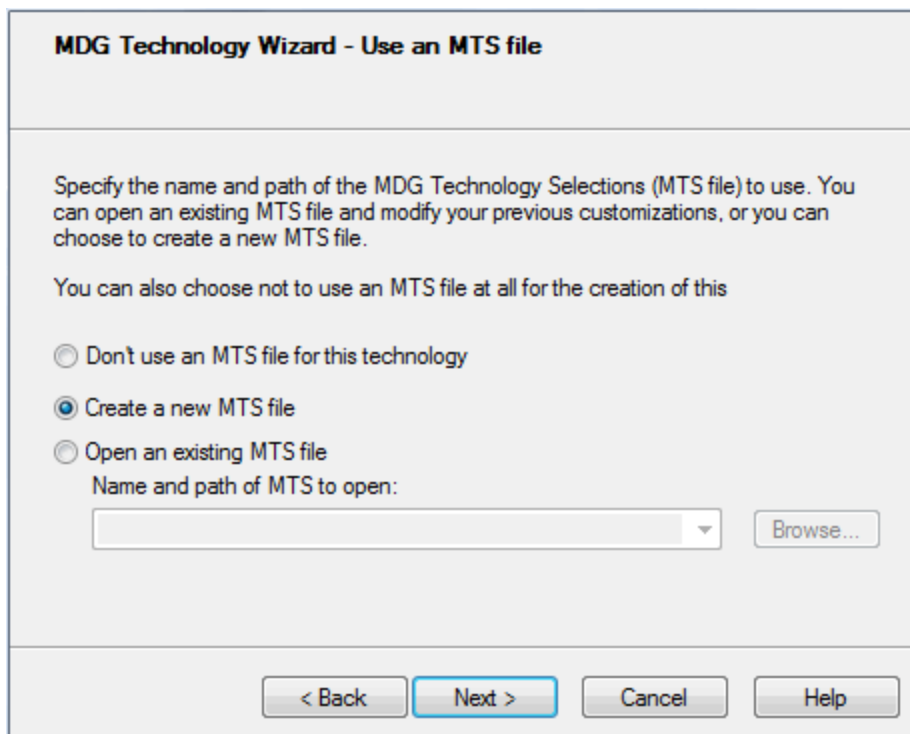 MDG Technology Wizard - Use an MTS file
Specify the name and path of the MDG Technology Selections (MTS file) to use. You
can open an existing MTS file and modify your previous customizations, or you can
choose to create a new MTS file.
You can also choose not to use an MTS file at all for the creation of this
Don't use an MTS file for this technology
Create a new MTS file
Open an existing MTS file
Name and path of MTS to open:
Browse...
< Back Next > Cancel Help